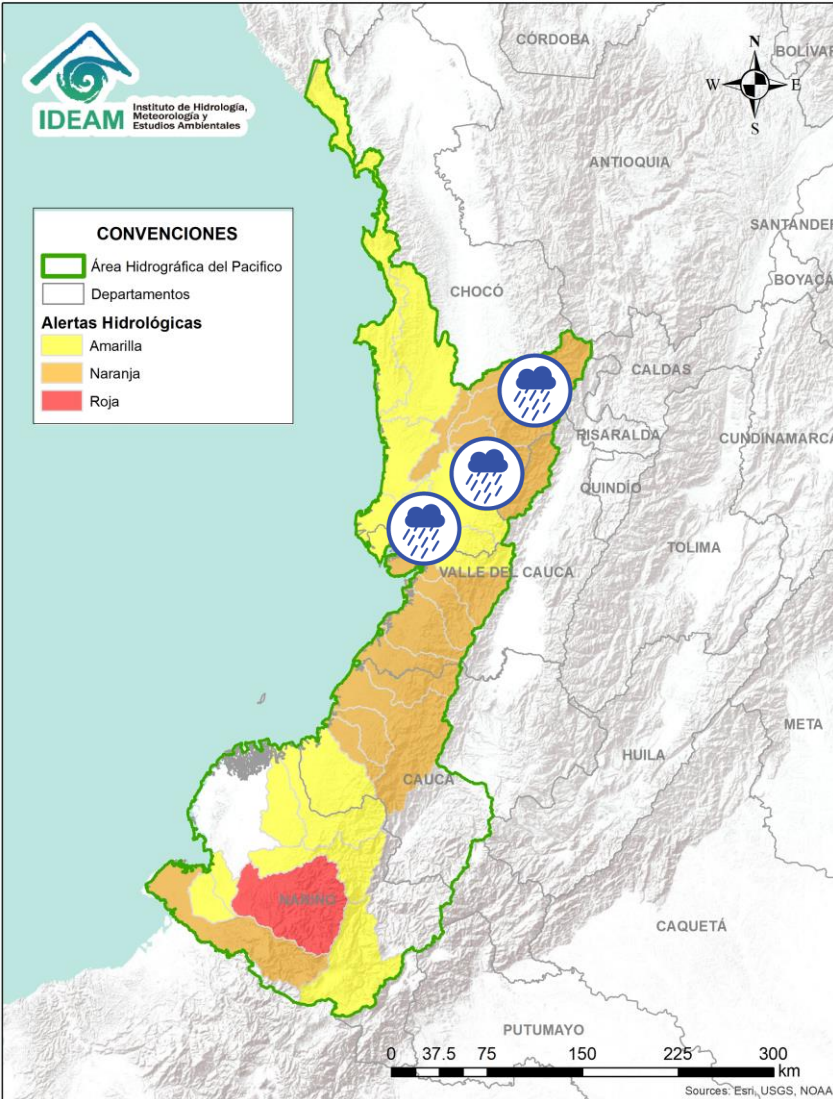 IDEAM
Instituto de Hidrología,
Meteorología y
Estudios Ambientales
CÓRDOBA
BOLÍVAR
N
W
E
S
ANTIOQUIA
SANTANDER
BOYACÁ
CONVENCIONES
Área Hidrográfica del Pacifico
Departamentos
Alertas Hidrológicas
Amarilla
Naranja
Roja
CHOCÓ
CALDAS
RISARALDA
CUNDINAMARCA
QUINDÍO
TOLIMA
VALLE DEL CAUCA
META
HUILA
CAUCA
NARIÑO
CAQUETÁ
PUTUMAYO
0 37.5 75 150 225 300
km
Sources: Esri, USGS, NOAA